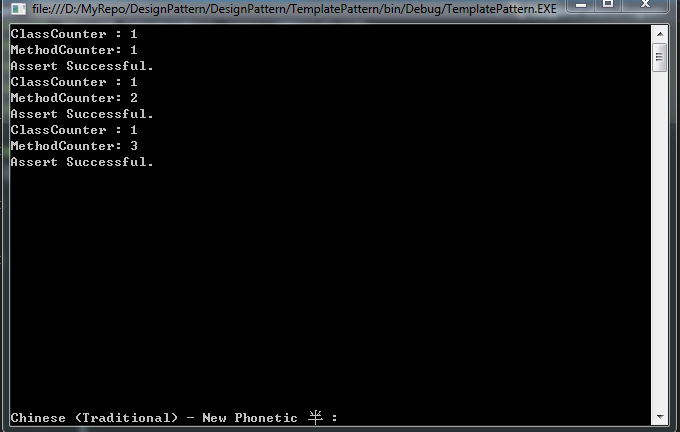 file:///D:/MyRepo/DesignPattern/DesignPattern/TemplatePattern/bin/Debug/TemplatePattern.EXE
ClassCounter : 1
MethodCounter: 1
Assert Successful.
ClassCounter : 1
MethodCounter: 2
Assert Successful.
ClassCounter : 1
MethodCounter: 3
Assert Successful.
Chinese (Traditional) - New Phonetic 半 :